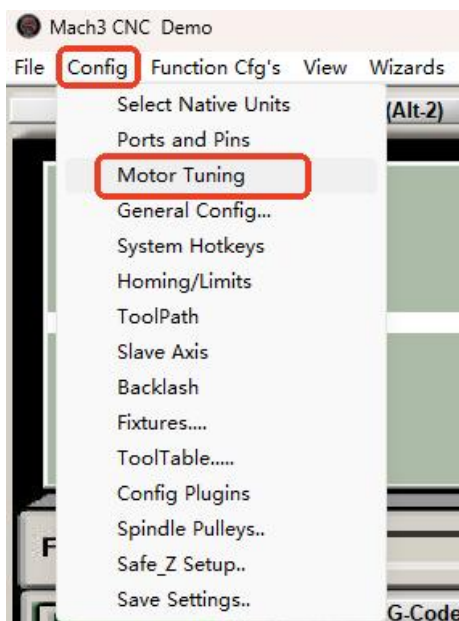 Mach3 CNC Demo
File Config Function Cfg's View Wizards
Select Native Units
(Alt-2)
Ports and Pins
Motor Tuning
General Config...
System Hotkeys
Homing/Limits
ToolPath
Slave Axis
Backlash
Fixtures....
ToolTable.....
Config Plugins
Spindle Pulleys..
F
Safe_Z Setup..
Save Settings..
G-Code